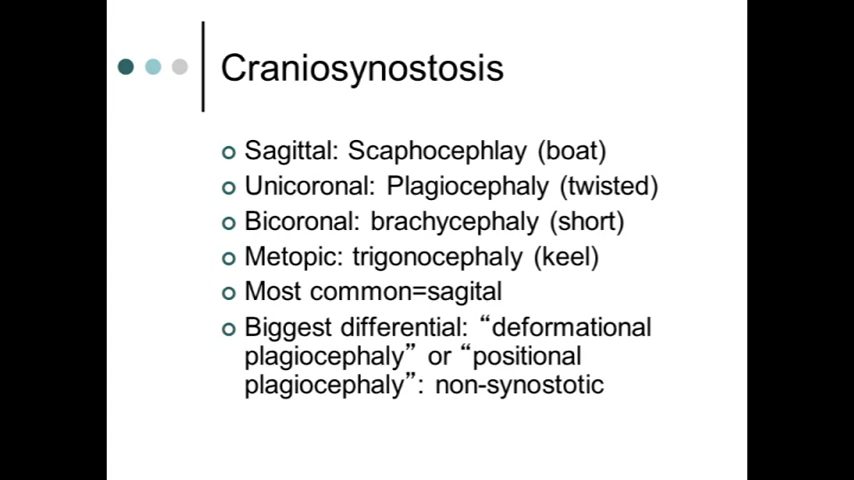 Craniosynostosis
Sagittal: Scaphocephlay (boat)
Unicoronal: Plagiocephaly (twisted)
Bicoronal: brachycephaly (short)
Metopic: trigonocephaly (keel)
Most common=sagital
Biggest differential: “deformational
plagiocephaly” or “positional
plagiocephaly”: non-synostotic